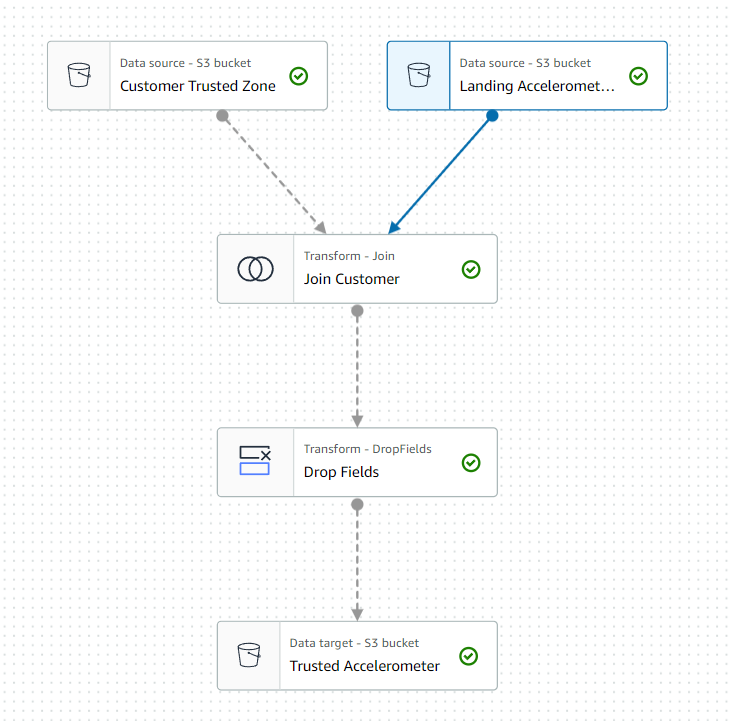 Data source - S3 bucket
Customer Trusted Zone
Data source - S3 bucket
Landing Acceleromet...
Transform - Join
Join Customer
Transform - DropFields
Drop Fields
Data target - S3 bucket
Trusted Accelerometer